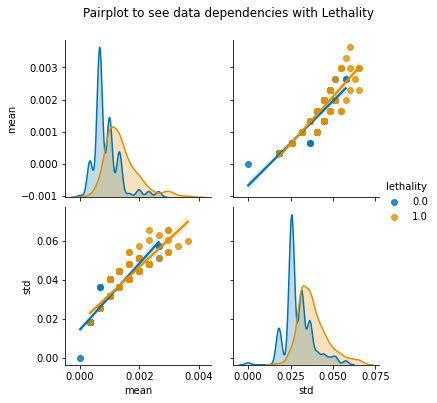 Pairplot to see data dependencies with Lethality
mean
0.003
0.002
0.001
0.000
−0.001
lethality
0.0
1.0
std
0.06
0.04
0.02
0.00
0.000 0.002 0.004
mean
0.000 0.025 0.050 0.075
std